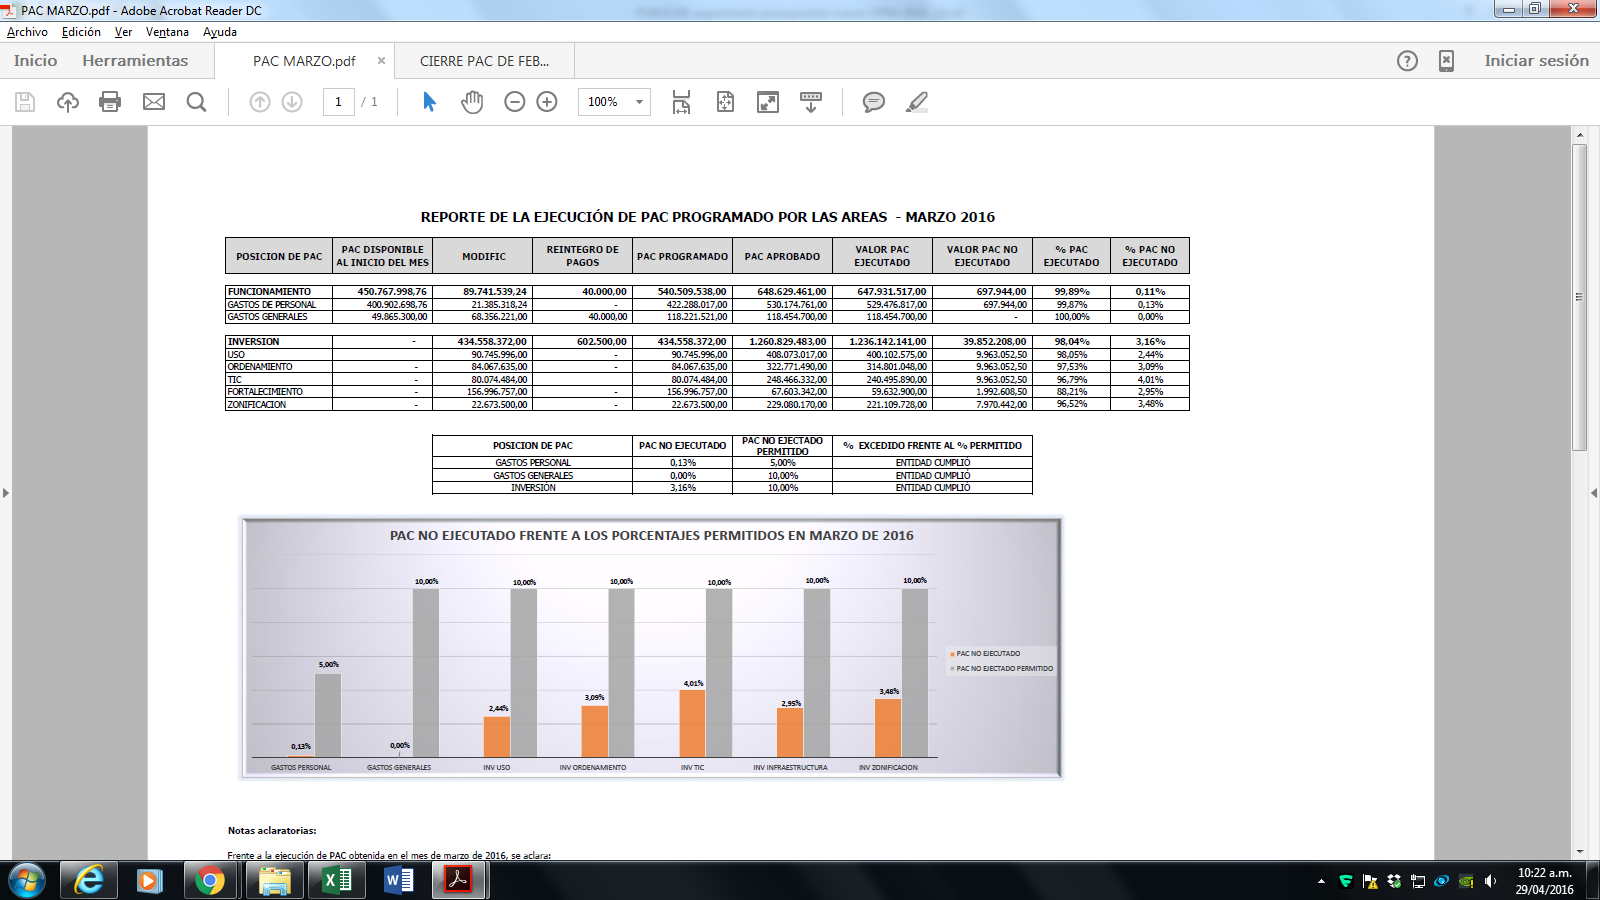 PAC MARZO.pdf - Adobe Acrobat Reader DC
Archivo Edición Ver Ventana Ayuda
Inicio Herramientas PAC MARZO.pdf × CIERRE PAC DE FEB... Iniciar sesión
1 / 1 100%
REPORTE DE LA EJECUCIÓN DE PAC PROGRAMADO POR LAS AREAS - MARZO 2016
POSICION DE PAC PAC DISPONIBLE AL INICIO DEL MES MODIFIC REINTEGRO DE PAGOS PAC PROGRAMADO PAC APROBADO VALOR PAC EJECUTADO VALOR PAC NO EJECUTADO % PAC EJECUTADO % PAC NO EJECUTADO
FUNCIONAMIENTO 450.767.998,76 89.741.539,24 40.000,00 540.509.538,00 648.629.461,00 647.931.517,00 697.944,00 99,89% 0,11%
GASTOS DE PERSONAL 400.902.698,76 21.385.318,24 - 422.288.017,00 530.174.761,00 529.476.817,00 697.944,00 99,87% 0,13%
GASTOS GENERALES 49.865.300,00 68.356.221,00 40.000,00 118.221.521,00 118.454.700,00 118.454.700,00 - 100,00% 0,00%
INVERSION - 434.558.372,00 602.500,00 434.558.372,00 1.260.829.483,00 1.236.142.141,00 39.852.208,00 98,04% 3,16%
USO 90.745.996,00 - 90.745.996,00 408.073.017,00 400.102.575,00 9.963.052,50 98,05% 2,44%
ORDENAMIENTO - 84.067.635,00 - 84.067.635,00 322.771.490,00 314.801.048,00 9.963.052,50 97,53% 3,09%
TIC - 80.074.484,00 80.074.484,00 248.466.332,00 240.495.890,00 9.963.052,50 96,79% 4,01%
FORTALECIMIENTO - 156.996.757,00 - 156.996.757,00 67.603.342,00 59.632.900,00 1.992.608,50 88,21% 2,95%
ZONIFICACION - 22.673.500,00 - 22.673.500,00 229.080.170,00 221.109.728,00 7.970.442,00 96,52% 3,48%
POSICION DE PAC PAC NO EJECUTADO PAC NO EJECTADO PERMITIDO % EXCEDIDO FRENTE AL % PERMITIDO
GASTOS PERSONAL 0,13% 5,00% ENTIDAD CUMPLIÓ
GASTOS GENERALES 0,00% 10,00% ENTIDAD CUMPLIÓ
INVERSIÓN 3,16% 10,00% ENTIDAD CUMPLIÓ
PAC NO EJECUTADO FRENTE A LOS PORCENTAJES PERMITIDOS EN MARZO DE 2016
10,00% 10,00% 10,00% 10,00% 10,00% 10,00%
5,00%
0,13% 0,00% 2,44% 3,09% 4,01% 2,95% 3,48%
PAC NO EJECUTADO
PAC NO EJECTADO PERMITIDO
GASTOS PERSONAL GASTOS GENERALES INV USO INV ORDENAMIENTO INV TIC INV INFRAESTRUCTURA INV ZONIFICACION
Notas aclaratorias:
Frente a la ejecución de PAC obtenida en el mes de marzo de 2016, se aclara:
10:22 a.m.
29/04/2016